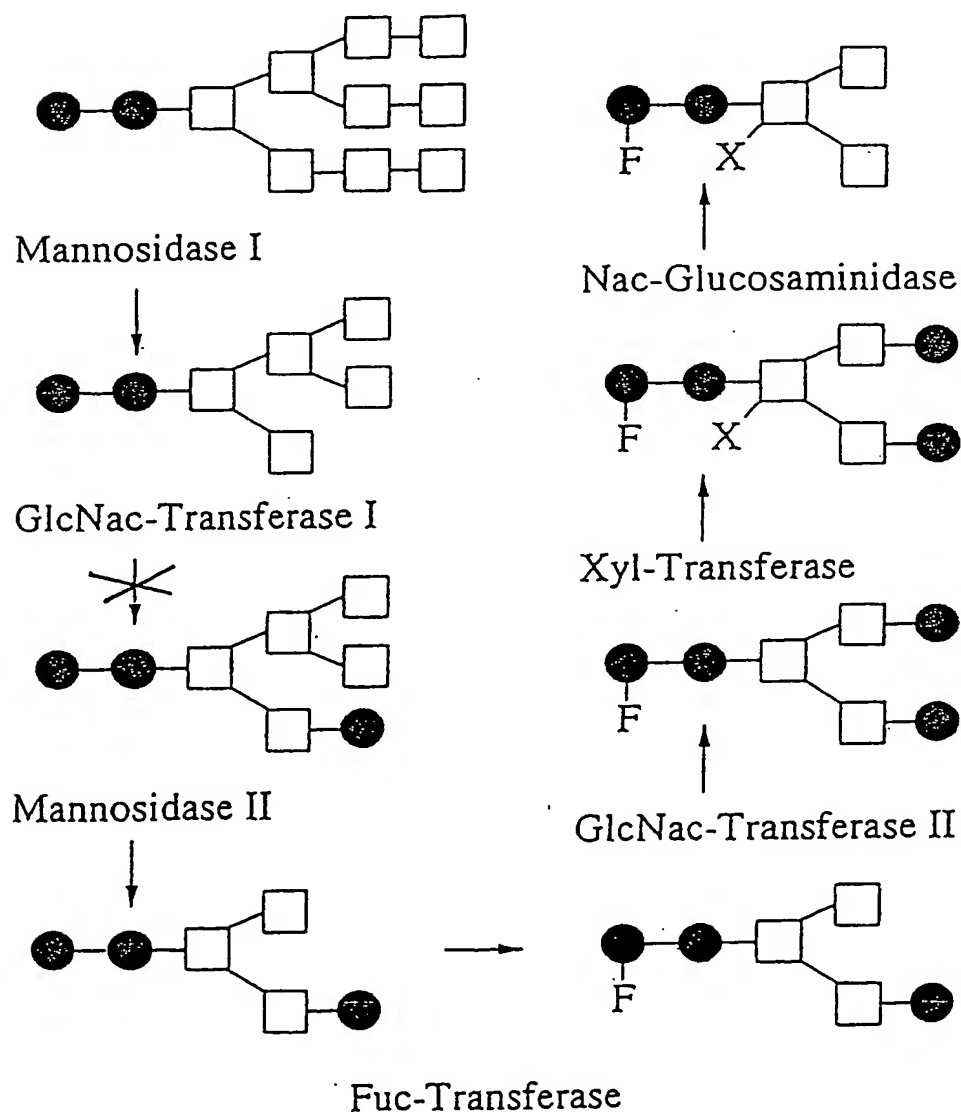 Mannosidase I
GlcNac-Transferase I
Mannosidase II
Fuc-Transferase
F
F X
Nac-Glucosaminidase
F X
Xyl-Transferase
F
GlcNac-Transferase II
F